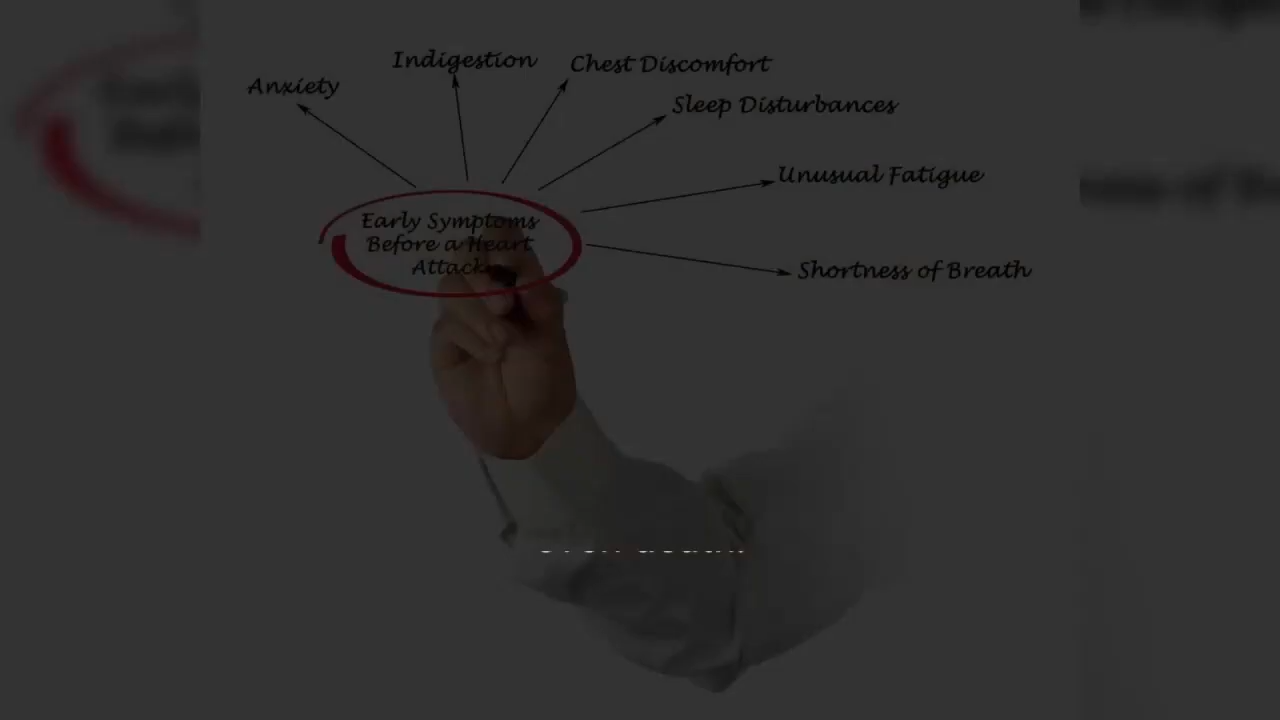 Indigestion
Chest Discomfort
Anxiety
Sleep Disturbances
Unusual Fatigue
Early Symptoms
Before a Heart
Attack
Shortness of Breath